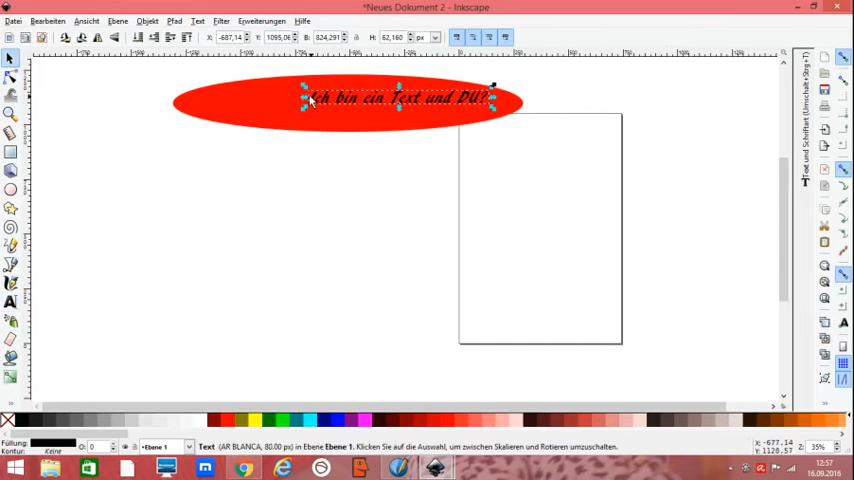 *Neues Dokument 2 - Inkscape
Datei Bearbeiten Ansicht Ebene Objekt Pfad Text Filter Erweiterungen Hilfe
X: -687,14 Y: 1095,06 B: 824,291 H: 62,160 px
Ich bin ein Text und DU?
Text und Schriftart (Umschalt+Strg+T)
Füllung: O: 0 Ebene 1 Text (AR BLANCA, 80.00 px) in Ebene Ebene 1. Klicken Sie auf die Auswahl, um zwischen Skalieren und Rotieren umzuschalten. X: -677,14 35%
Kontur: Keine Y: 1128,57
12:57
16.09.2016